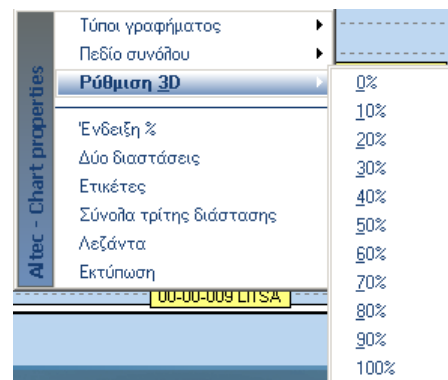 Altec - Chart properties
Τύποι γραφήματος
Πεδίο συνόλου
Ρύθμιση 3D
Ένδειξη %
Δύο διαστάσεις
Ετικέτες
Σύνολα τρίτης διάστασης
Λεζάντα
Εκτύπωση
0%
10%
20%
30%
40%
50%
60%
70%
80%
90%
100%
00-00-009 LITSA